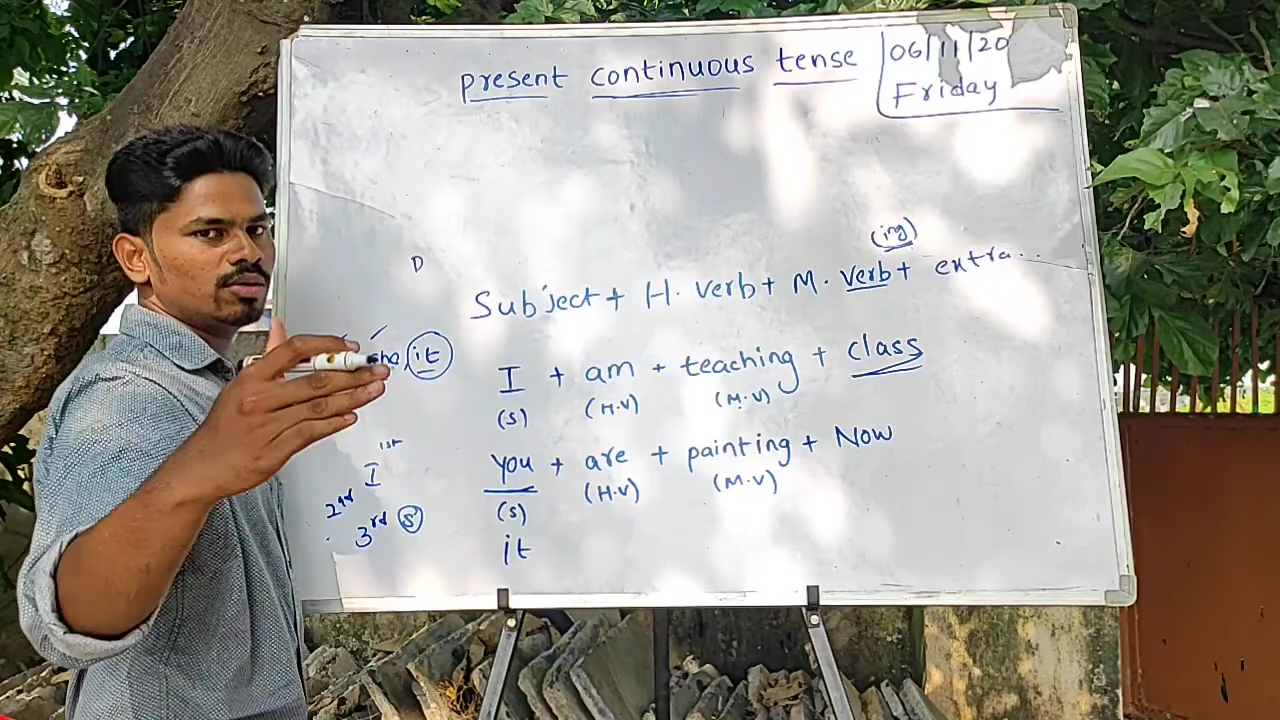 present continuous tense
06/11/20
Friday
D
(ing)
Subject + H. verb + M. verb + extra...
she, it
I + am + teaching + class
(S) (H.V) (M.V)
1st
I
2nd
3rd (S)
you + are + painting + Now
(S) (H.V) (M.V)
it